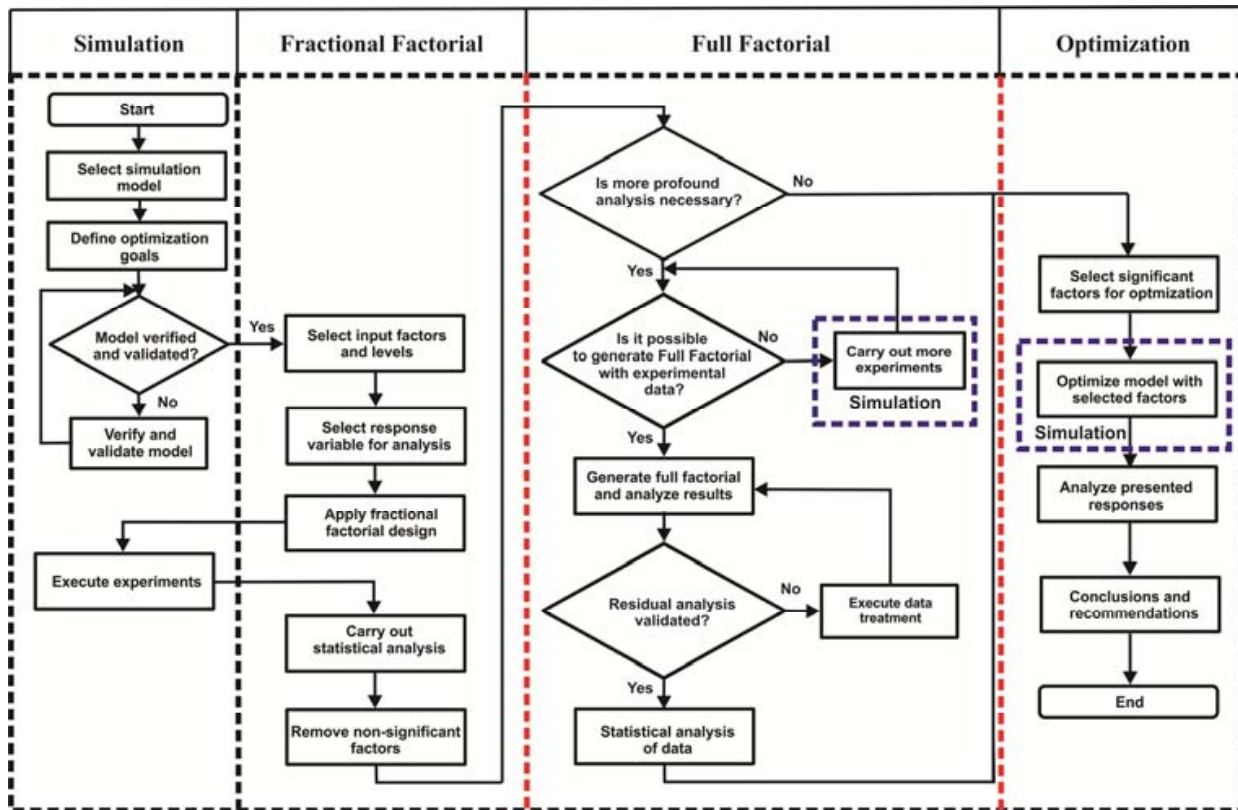 Simulation
Fractional Factorial
Full Factorial
Optimization
Start
Select simulation
model
Define optimization
goals
Model verified
and validated?
Yes
No
Verify and
validate model
Select input factors
and levels
Select response
variable for analysis
Apply fractional
factorial design
Execute experiments
Carry out
statistical analysis
Remove non-significant
factors
Is more profound
analysis necessary?
No
Yes
Is it possible
to generate Full Factorial
with experimental
data?
No
Carry out more
experiments
Simulation
Yes
Generate full factorial
and analyze results
Residual analysis
validated?
No
Execute data
treatment
Yes
Statistical analysis
of data
Select significant
factors for optmization
Optimize model with
selected factors
Simulation
Analyze presented
responses
Conclusions and
recommendations
End